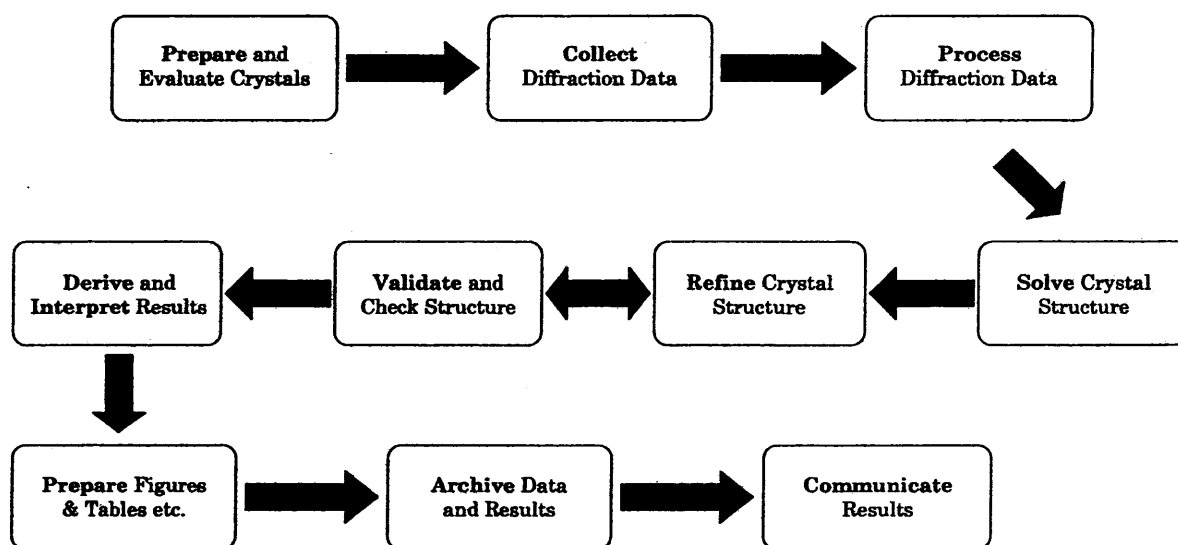 Prepare and
Evaluate Crystals
Collect
Diffraction Data
Process
Diffraction Data
Solve Crystal
Structure
Refine Crystal
Structure
Validate and
Check Structure
Derive and
Interpret Results
Prepare Figures
& Tables etc.
Archive Data
and Results
Communicate
Results